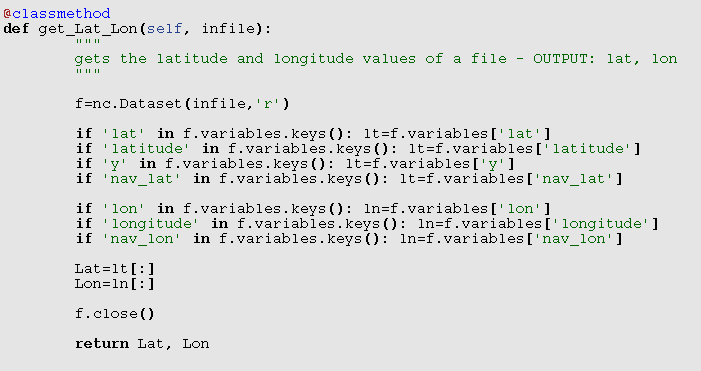 @classmethod
def get_Lat_Lon(self, infile):
"""
gets the latitude and longitude values of a file - OUTPUT: lat, lon
"""
f=nc.Dataset(infile,'r')
if 'lat' in f.variables.keys(): lt=f.variables['lat']
if 'latitude' in f.variables.keys(): lt=f.variables['latitude']
if 'y' in f.variables.keys(): lt=f.variables['y']
if 'nav_lat' in f.variables.keys(): lt=f.variables['nav_lat']
if 'lon' in f.variables.keys(): ln=f.variables['lon']
if 'longitude' in f.variables.keys(): ln=f.variables['longitude']
if 'nav_lon' in f.variables.keys(): ln=f.variables['nav_lon']
Lat=lt[:]
Lon=ln[:]
f.close()
return Lat, Lon